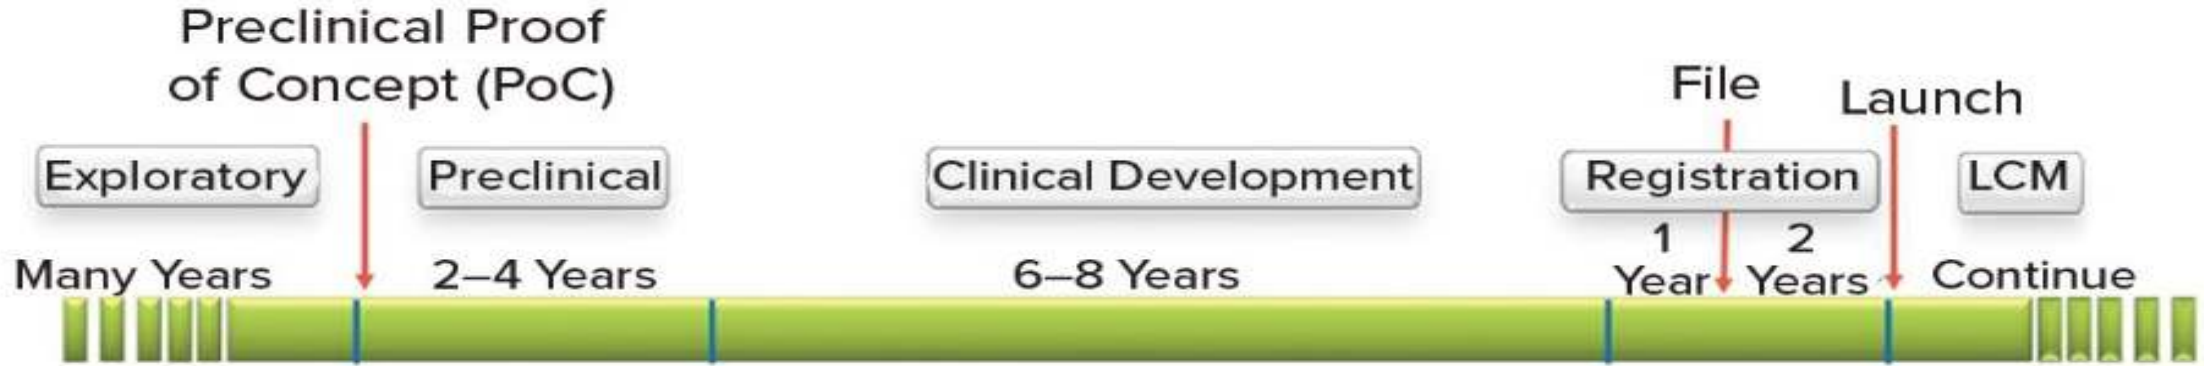 Preclinical Proof
of Concept (PoC)
File
Launch
Exploratory
Preclinical
Clinical Development
Registration
LCM
Many Years
2–4 Years
6–8 Years
1
Year
2
Years
Continue